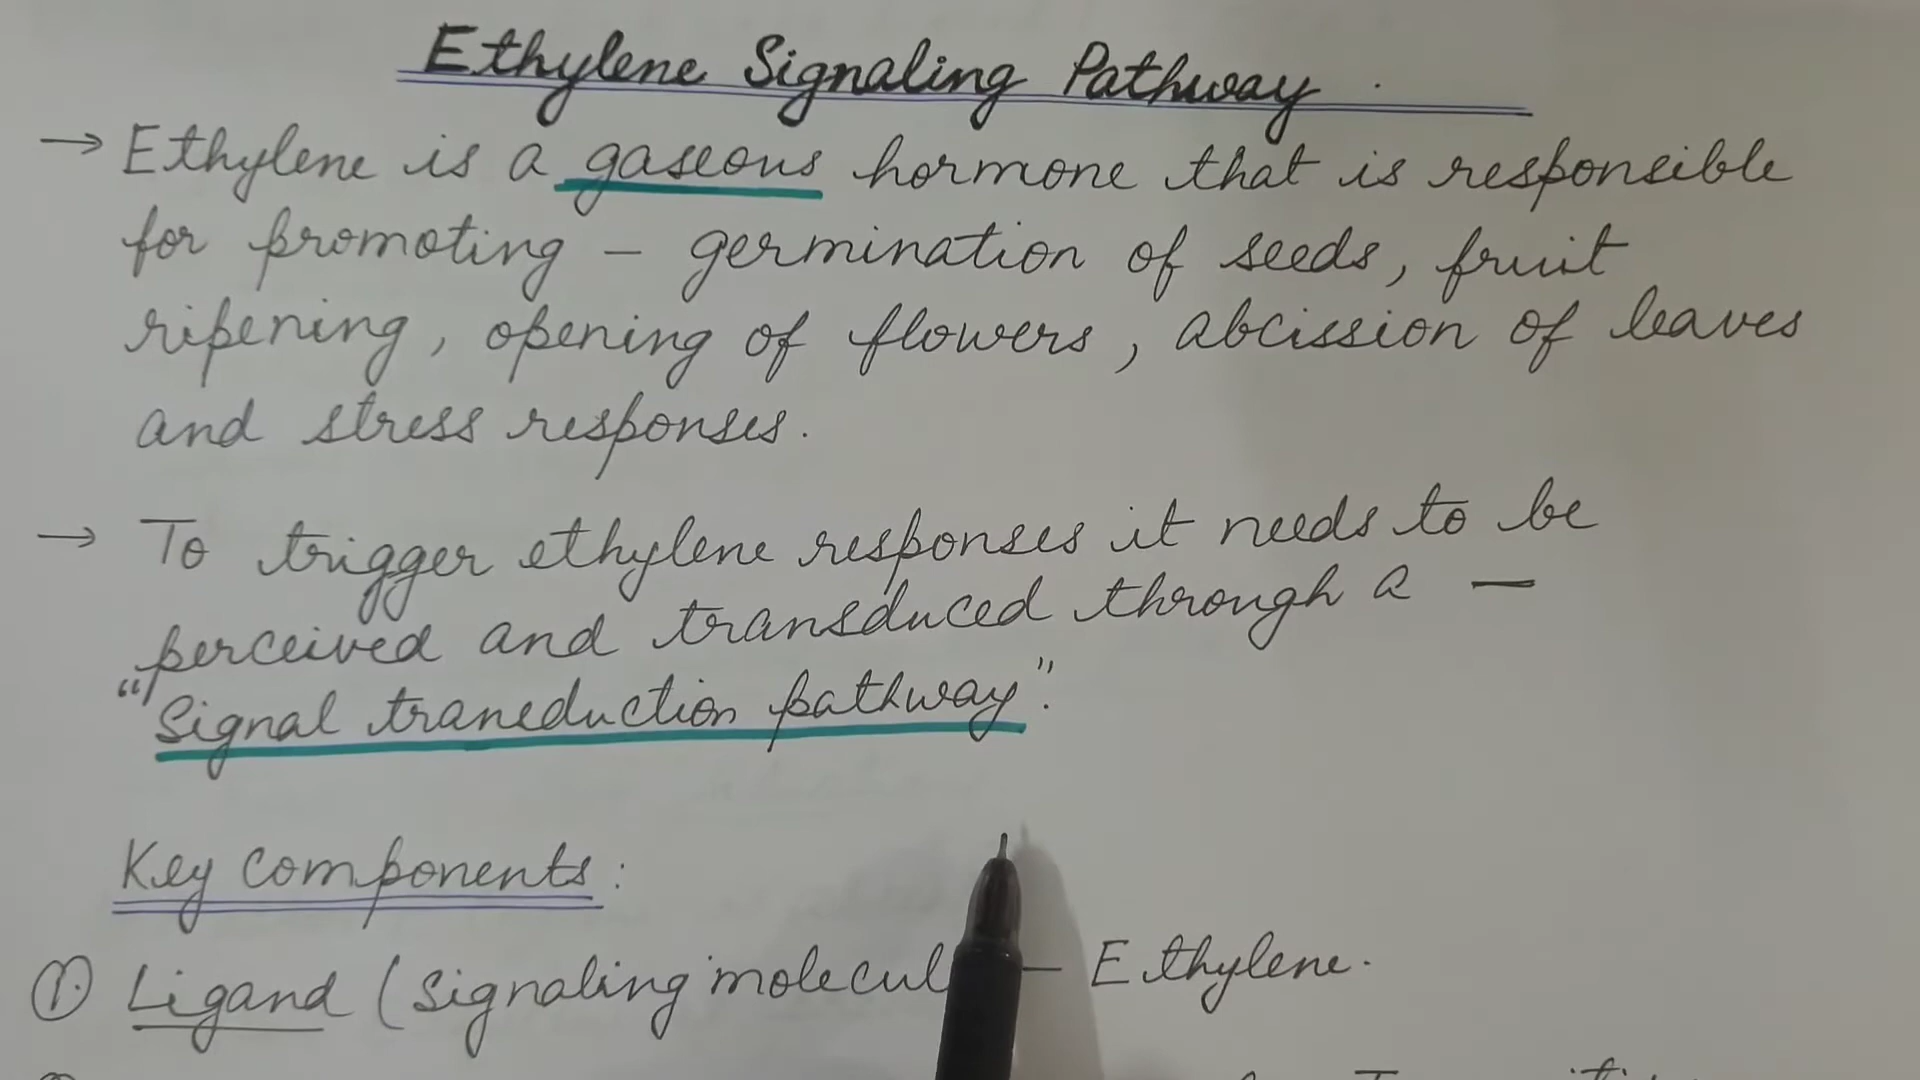 Ethylene Signaling Pathway
→ Ethylene is a gaseous hormone that is responsible
for promoting - germination of seeds, fruit
ripening, opening of flowers, abcission of leaves
and stress responses.
→ To trigger ethylene responses it needs to be
perceived and transduced through a —
"Signal transduction pathway".
Key components:
① Ligand (Signaling molecul — Ethylene.